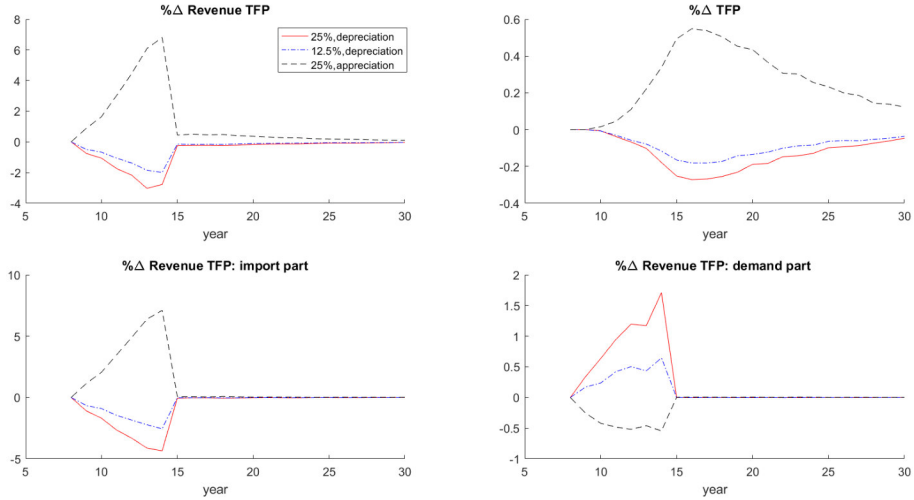 %Δ Revenue TFP
8
6
4
2
0
-2
-4
5 10 15 20 25 30
year
25%,depreciation
12.5%,depreciation
25%,appreciation
%Δ TFP
0.6
0.4
0.2
0
-0.2
-0.4
5 10 15 20 25 30
year
%Δ Revenue TFP: import part
10
5
0
-5
5 10 15 20 25 30
year
%Δ Revenue TFP: demand part
2
1.5
1
0.5
0
-0.5
-1
5 10 15 20 25 30
year